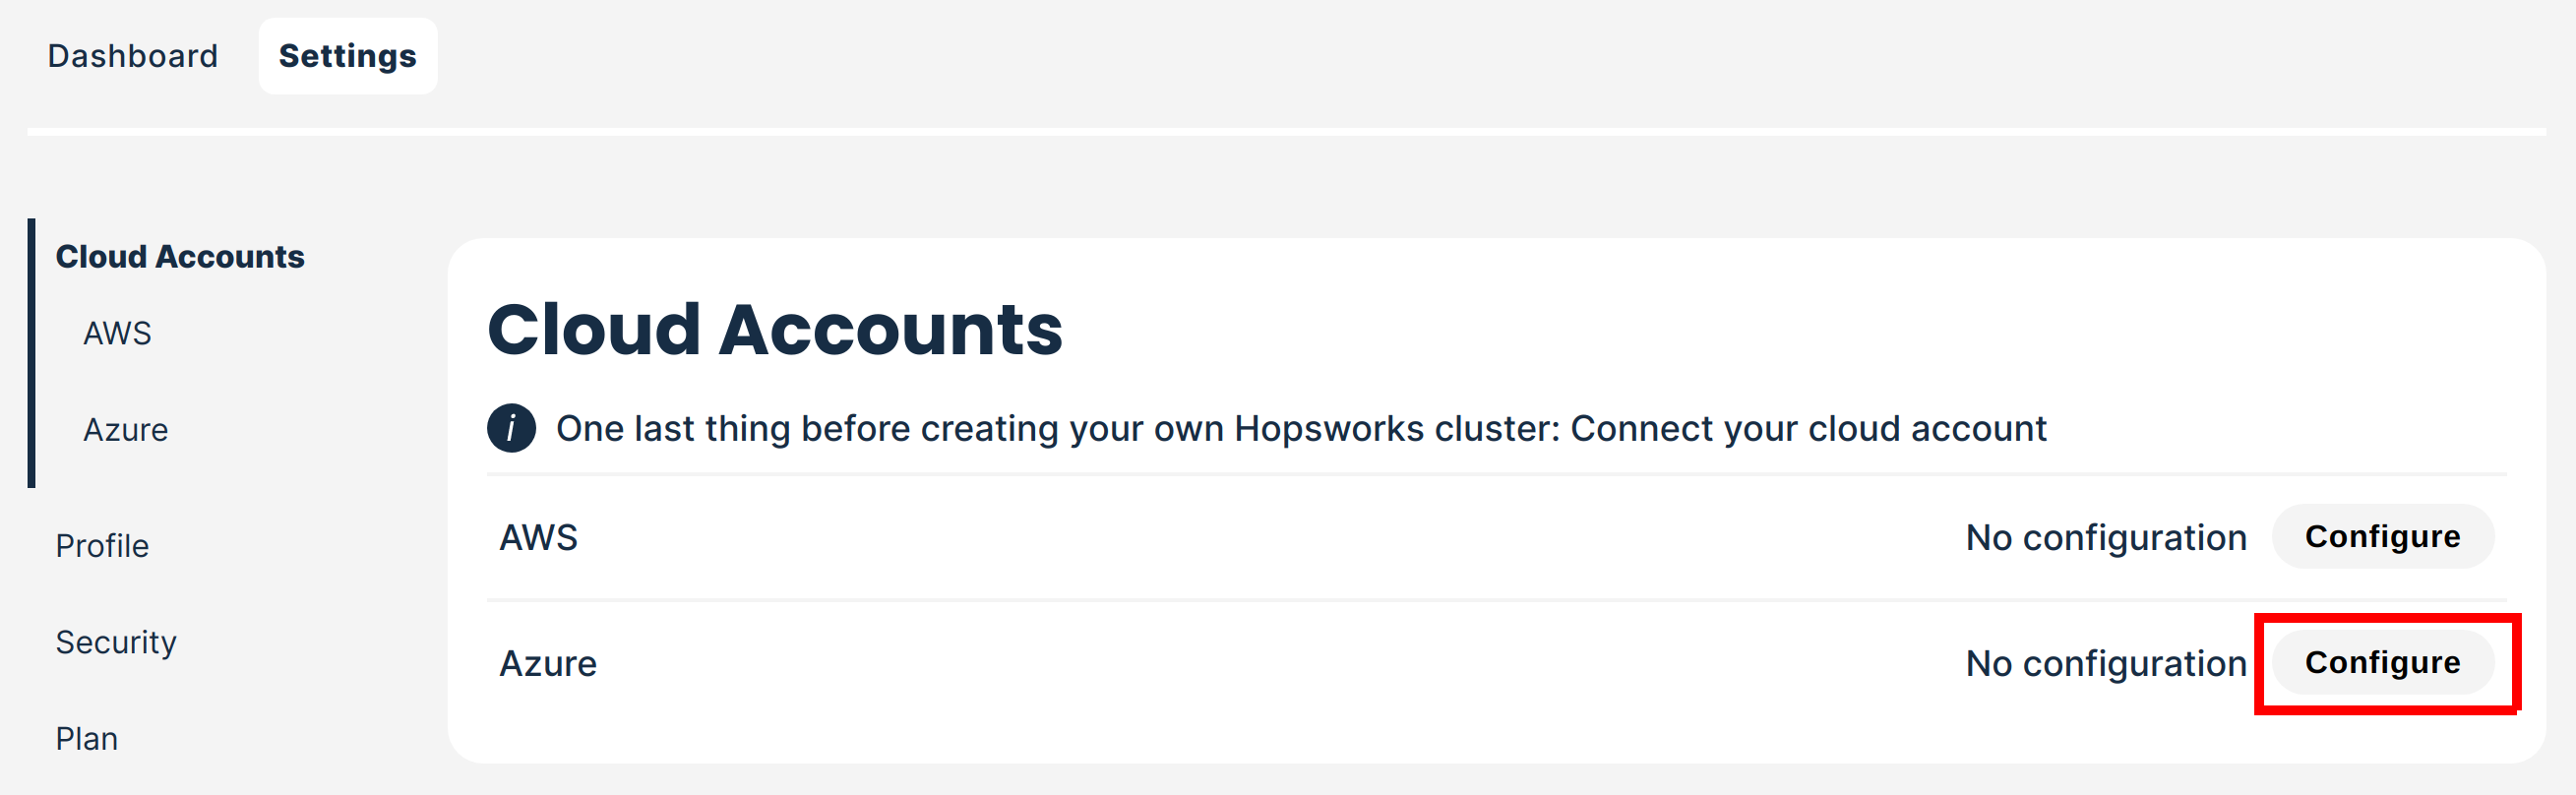 Dashboard Settings
Cloud Accounts
AWS
Azure
Profile
Security
Plan
Cloud Accounts
i One last thing before creating your own Hopsworks cluster: Connect your cloud account
AWS No configuration Configure
Azure No configuration Configure